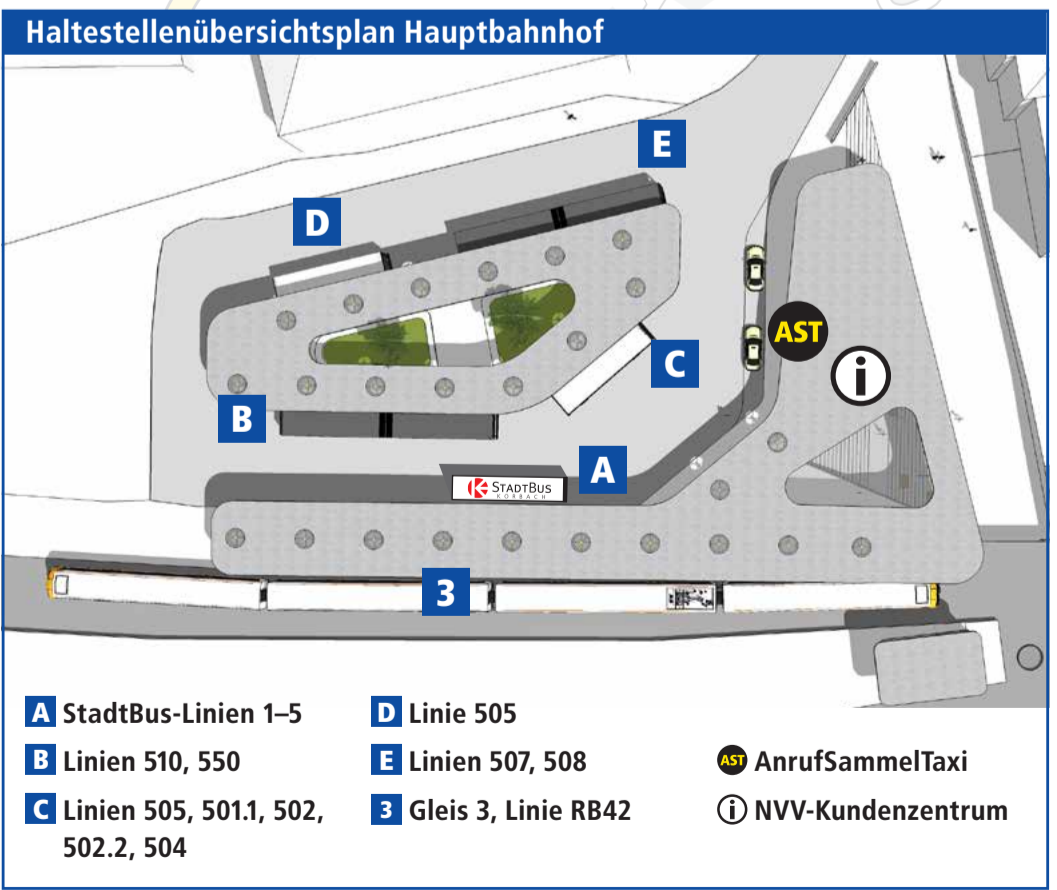 Haltestellenübersichtsplan Hauptbahnhof
E
D
AST
C
B
A
STADTBUS
KORBACH
3
A StadtBus-Linien 1–5
B Linien 510, 550
C Linien 505, 501.1, 502,
502.2, 504
D Linie 505
E Linien 507, 508
3 Gleis 3, Linie RB42
AST AnrufSammelTaxi
i NVV-Kundenzentrum